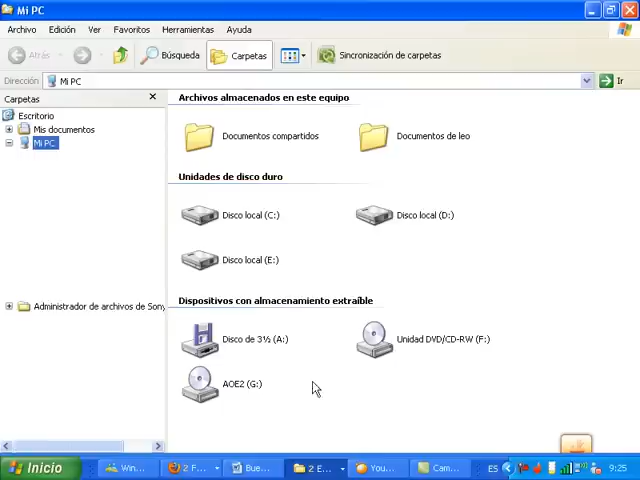 Mi PC
Archivo Edición Ver Favoritos Herramientas Ayuda
Atrás Búsqueda Carpetas Sincronización de carpetas
Dirección Mi PC Ir
Carpetas
Escritorio
Mis documentos
Mi PC
Administrador de archivos de Sony
Archivos almacenados en este equipo
Documentos compartidos Documentos de leo
Unidades de disco duro
Disco local (C:) Disco local (D:)
Disco local (E:)
Dispositivos con almacenamiento extraíble
Disco de 3½ (A:) Unidad DVD/CD-RW (F:)
AOE2 (G:)
Inicio Win... 2 F... Bue... 2 E... You... Cam... ES 9:25